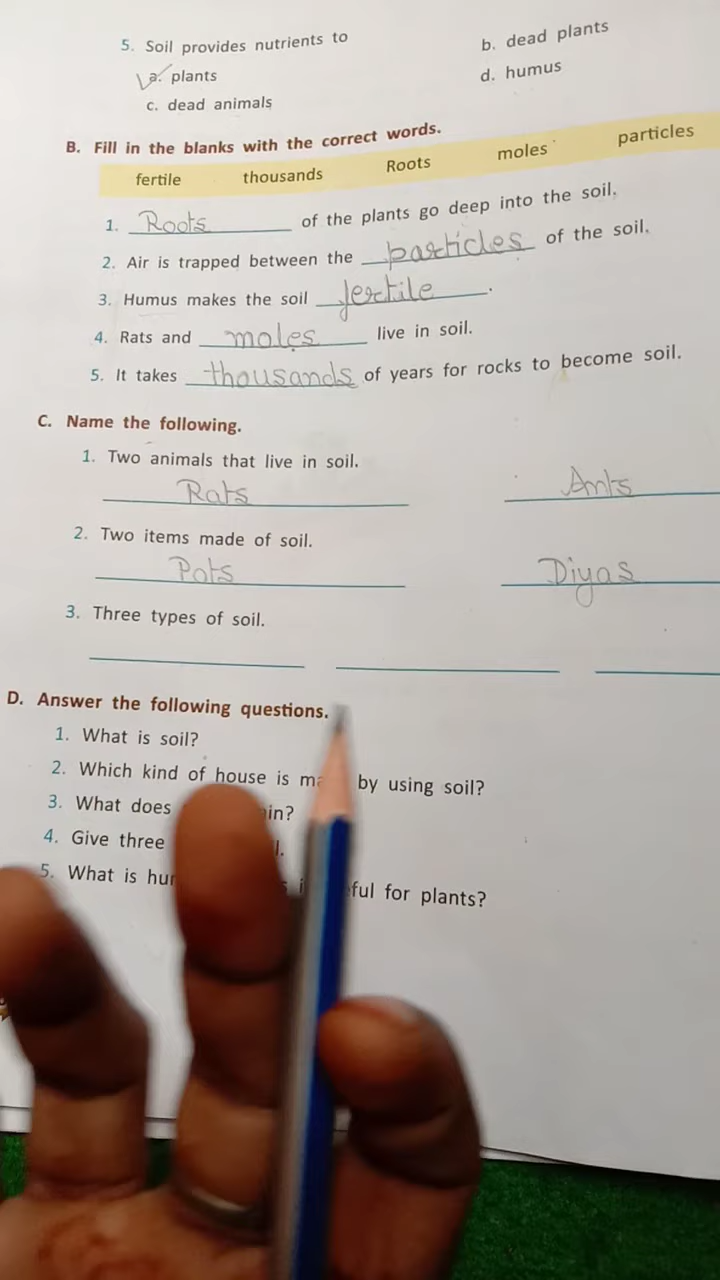 5. Soil provides nutrients to
a. plants
b. dead plants
c. dead animals
d. humus
B. Fill in the blanks with the correct words.
fertile thousands Roots moles particles
1. Roots of the plants go deep into the soil.
2. Air is trapped between the particles of the soil.
3. Humus makes the soil fertile.
4. Rats and moles live in soil.
5. It takes thousands of years for rocks to become soil.
C. Name the following.
1. Two animals that live in soil.
Rats Ants
2. Two items made of soil.
Pots Diyas
3. Three types of soil.
D. Answer the following questions.
1. What is soil?
2. Which kind of house is by using soil?
3. What does
4. Give three
5. What is for plants?